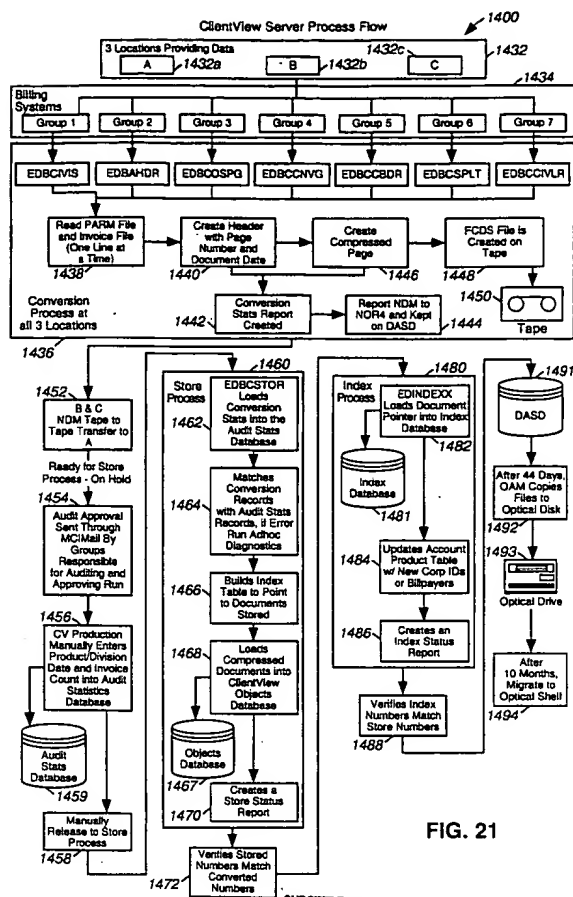 ClientView Server Process Flow
1400
3 Locations Providing Data
A
1432a
B
1432b
1432c
C
1432
1434
Billing
Systems
Group 1
Group 2
Group 3
Group 4
Group 5
Group 6
Group 7
EDBCIVIS
EDBAHDR
EDBCOSPG
EDBCCNVG
EDBCCBDR
EDBCSPLT
EDBCCIVLR
Read PARM File
and Invoice File
(One Line at
a Time)
1438
Create Header
with Page
Number and
Document Date
1440
Create
Compressed
Page
1446
FCDS File is
Created on
Tape
1448
1450
Tape
Conversion
Stats Report
Created
1442
Report NDM to
NOR4 and Kept
on DASD
1444
Conversion
Process at
all 3 Locations
1436
1452
B & C
NDM Tape to
Tape Transfer to
A
Ready for Store
Process - On Hold
1454
Audit Approval
Sent Through
MCIMail By
Groups
Responsible
for Auditing and
Approving Run
1456
CV Production
Manually Enters
Product/Division
Date and Invoice
Count into Audit
Statistics
Database
Audit
Stats
Database
1459
Manually
Release to Store
Process
1458
1460
Store
Process
EDBCSTOR
Loads
Conversion
Stats into the
Audit Stats
Database
1462
Matches
Conversion
Records
with Audit Stats
Records, if Error
Run Adhoc
Diagnostics
1464
Builds Index
Table to Point
to Documents
Stored
1466
Loads
Compressed
Documents into
ClientView
Objects
Database
1468
Objects
Database
1467
Creates a
Store Status
Report
1470
Verifies Stored
Numbers Match
Converted
Numbers
1472
1480
Index
Process
EDINDEXX
Loads Document
Pointer into Index
Database
1482
Index
Database
1481
Updates Account
Product Table
w/ New Corp IDs
or Billpayers
1484
Creates an
Index Status
Report
1486
Verifies Index
Numbers Match
Store Numbers
1488
1491
DASD
After 44 Days,
OAM Copies
Files to
Optical Disk
1492
1493
Optical Drive
After
10 Months,
Migrate to
Optical Shelf
1494
FIG. 21